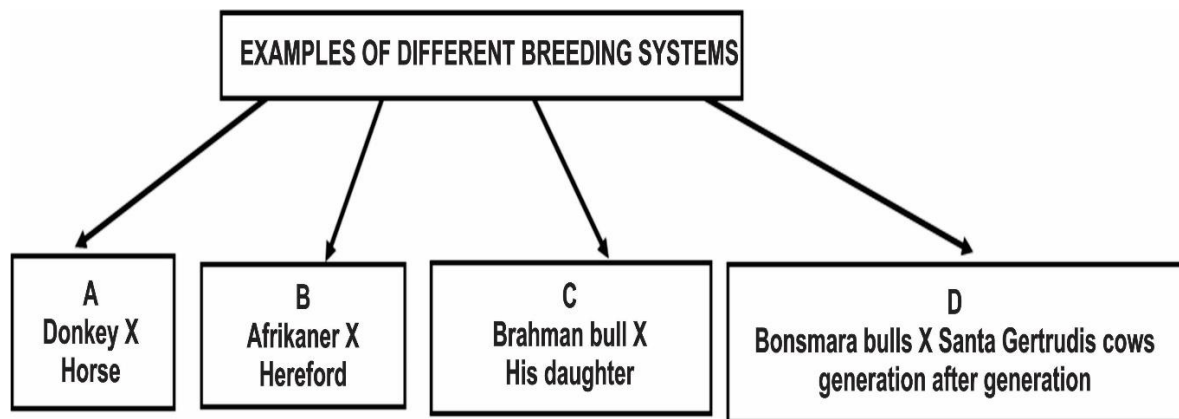 EXAMPLES OF DIFFERENT BREEDING SYSTEMS
A
Donkey X
Horse
B
Afrikaner X
Hereford
C
Brahman bull X
His daughter
D
Bonsmara bulls X Santa Gertrudis cows
generation after generation